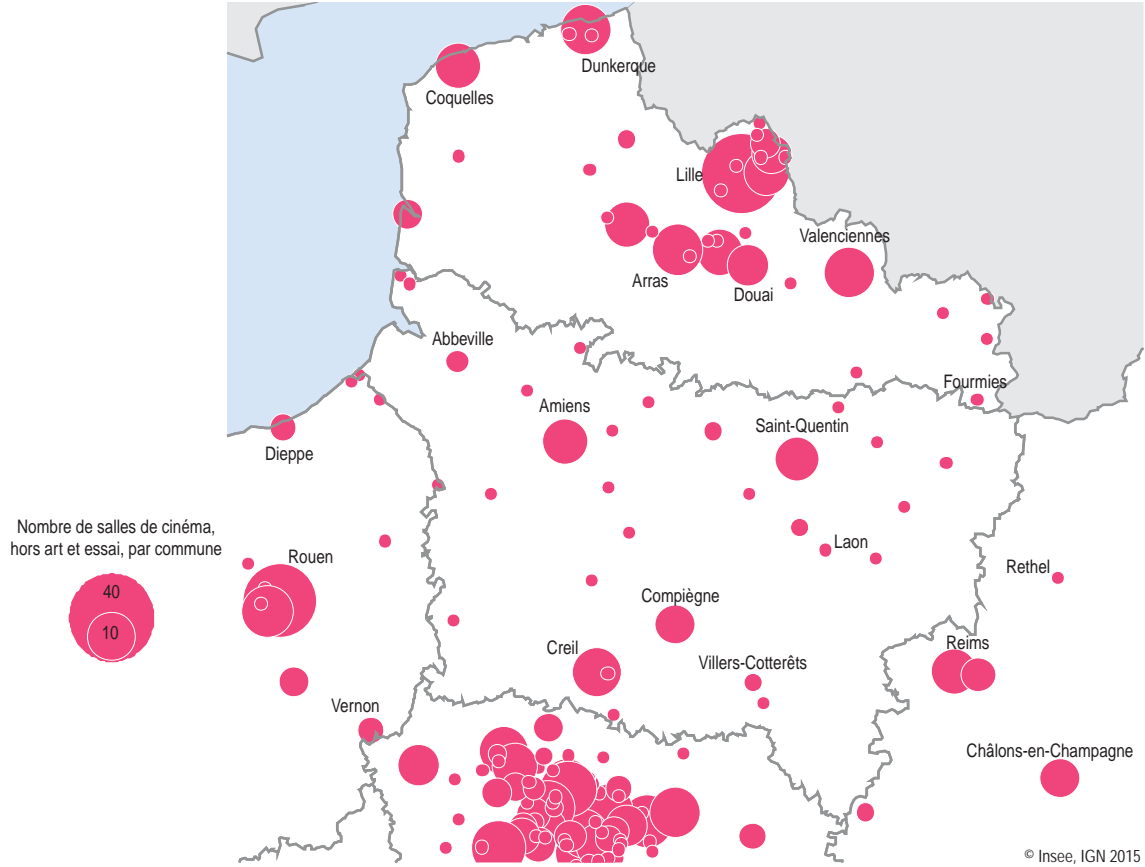 Dunkerque
Coquelles
Lille
Valenciennes
Arras
Douai
Abbeville
Fourmies
Amiens
Saint-Quentin
Dieppe
Nombre de salles de cinéma,
hors art et essai, par commune
40
10
Rouen
Laon
Rethel
Compiègne
Creil
Villers-Cotterêts
Reims
Vernon
Châlons-en-Champagne
© Insee, IGN 2015